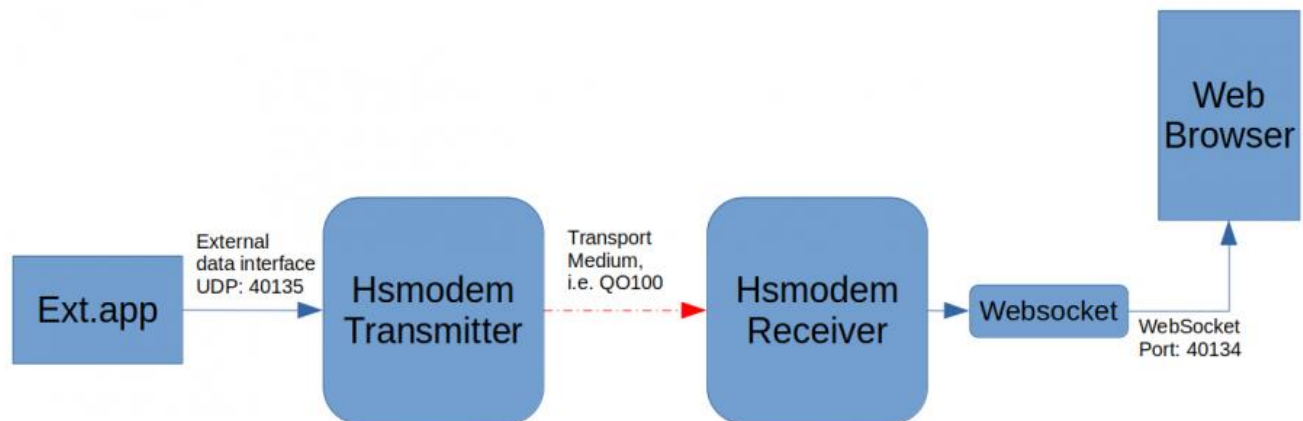 Ext.app
External
data interface
UDP: 40135
Hsmodem
Transmitter
Transport
Medium,
i.e. QO100
Hsmodem
Receiver
Websocket
WebSocket
Port: 40134
Web
Browser